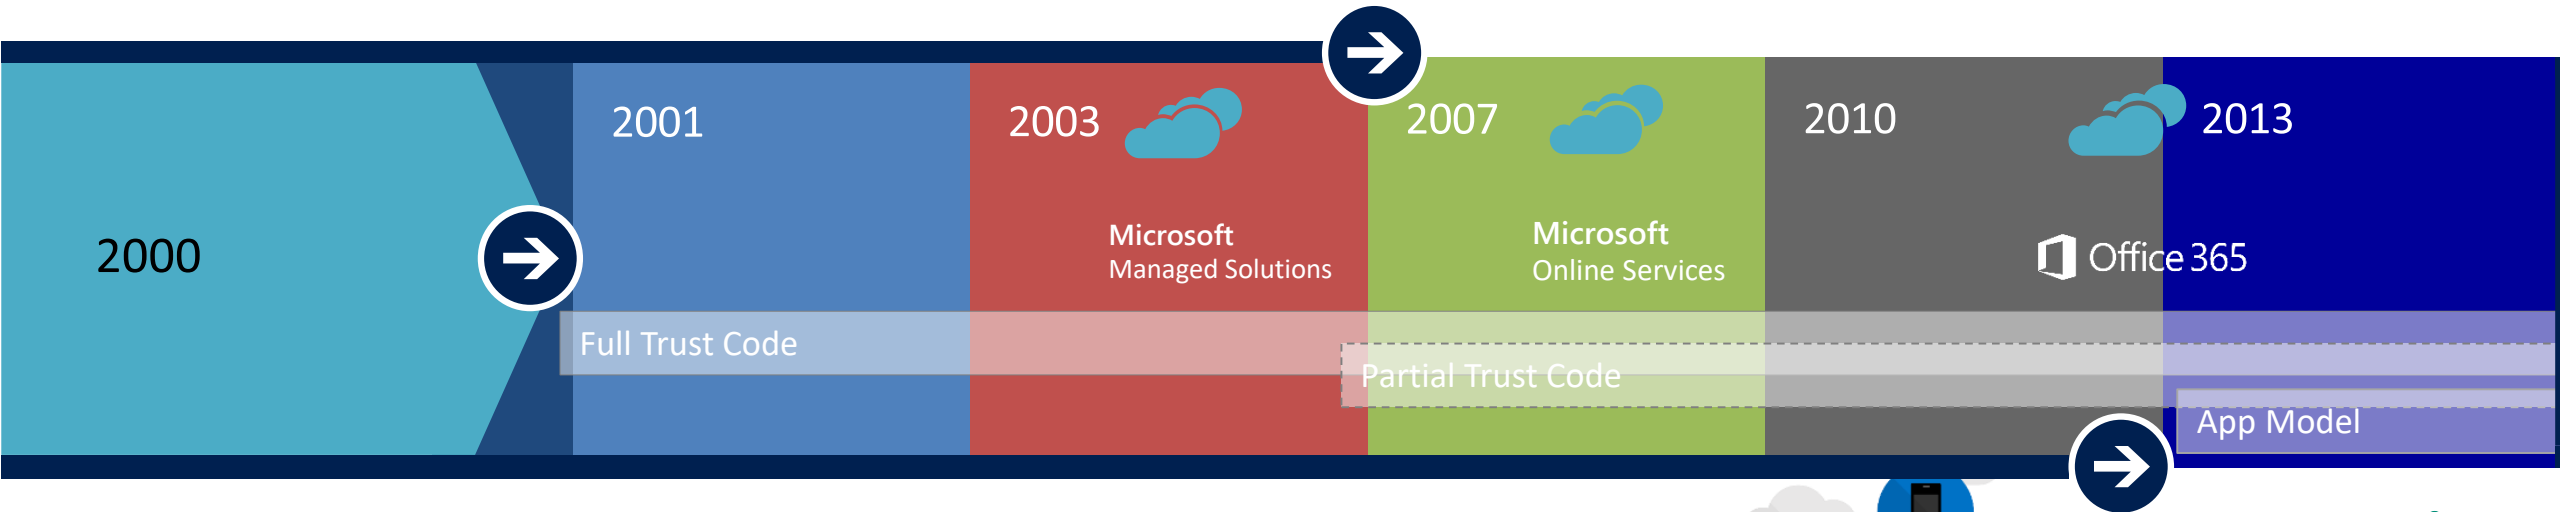 2000
2001
2003
2007
2010
2013
Microsoft
Managed Solutions
Microsoft
Online Services
Office 365
Full Trust Code
Partial Trust Code
App Model